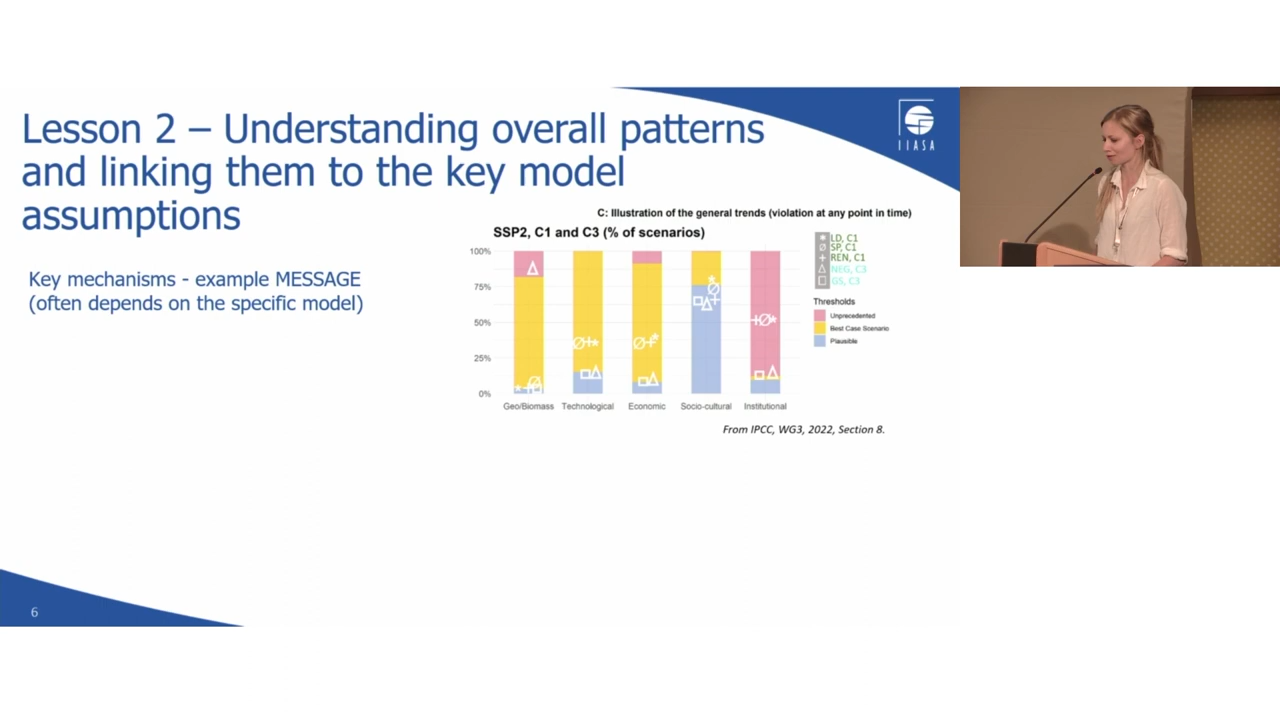 Lesson 2 – Understanding overall patterns
and linking them to the key model
assumptions
IIASA
Key mechanisms - example MESSAGE
(often depends on the specific model)
C: Illustration of the general trends (violation at any point in time)
SSP2, C1 and C3 (% of scenarios)
100%
75%
50%
25%
0%
Geo/Biomass Technological Economic Socio-cultural Institutional
LD, C1
SP, C1
REN, C1
NEG, C3
GS, C3
Thresholds
Unprecedented
Best Case Scenario
Plausible
From IPCC, WG3, 2022, Section 8.
6